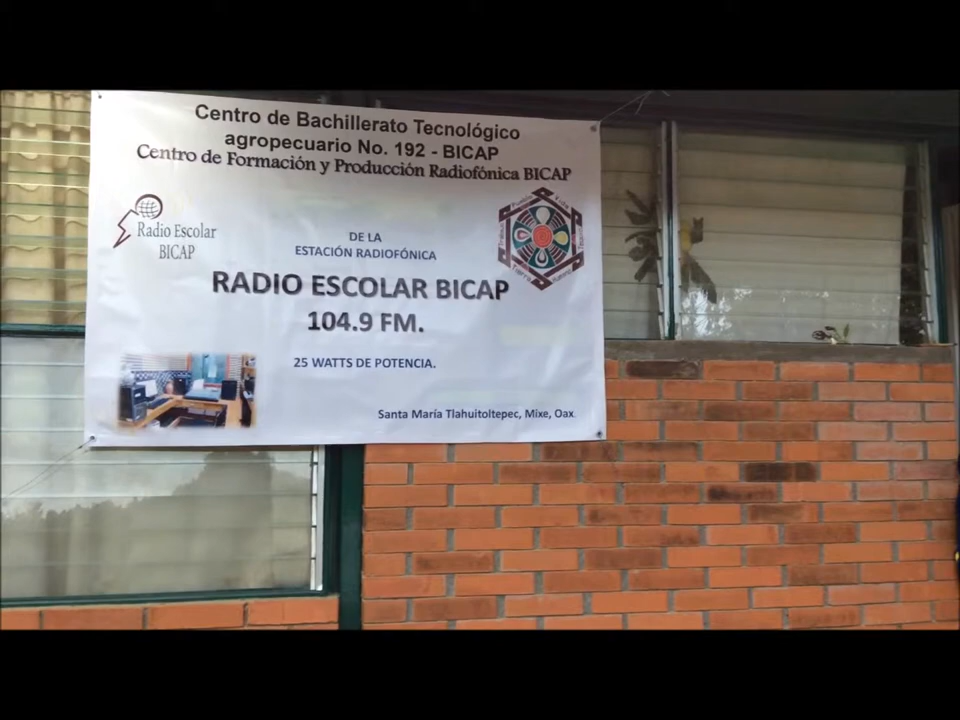 Centro de Bachillerato Tecnológico
agropecuario No. 192 - BICAP
Centro de Formación y Producción Radiofónica BICAP
Radio Escolar
BICAP
DE LA
ESTACIÓN RADIOFÓNICA
RADIO ESCOLAR BICAP
104.9 FM.
25 WATTS DE POTENCIA.
Santa María Tlahuitoltepec, Mixe, Oax.